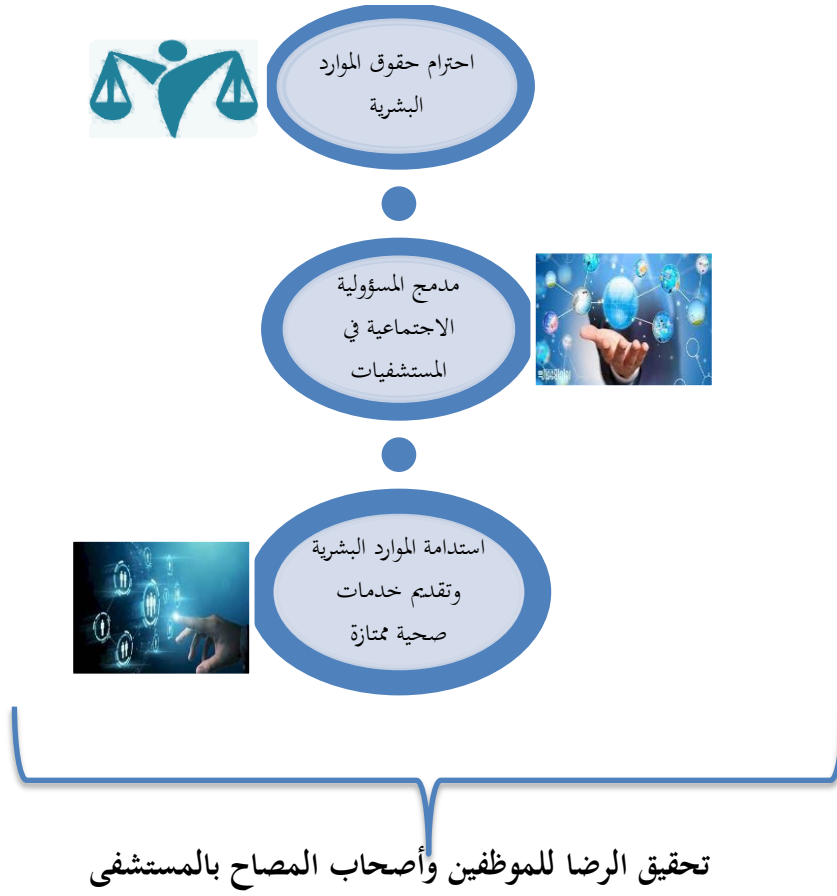 احترام حقوق الموارد
البشرية
مدمج المسؤولية
الاجتماعية في
المستشفيات
استدامة الموارد البشرية
وتقديم خدمات
صحية ممتازة
تحقيق الرضا للموظفين وأصحاب المصاح بالمستشفى